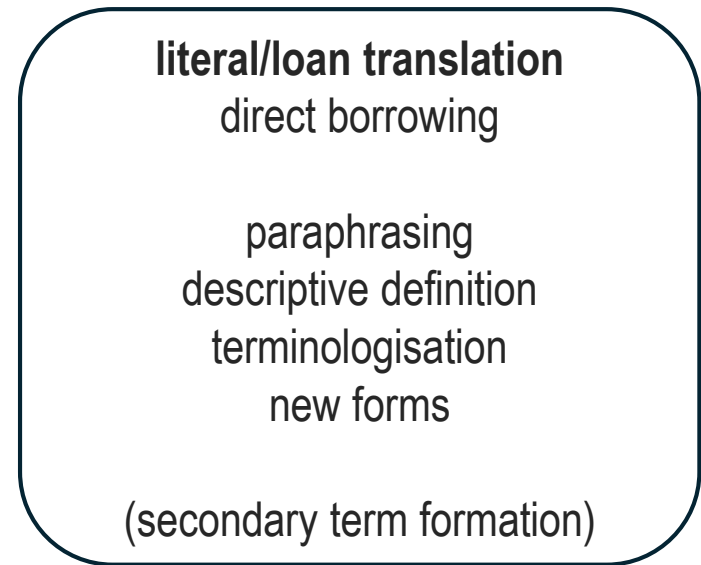 literal/loan translation
direct borrowing
paraphrasing
descriptive definition
terminologisation
new forms
(secondary term formation)